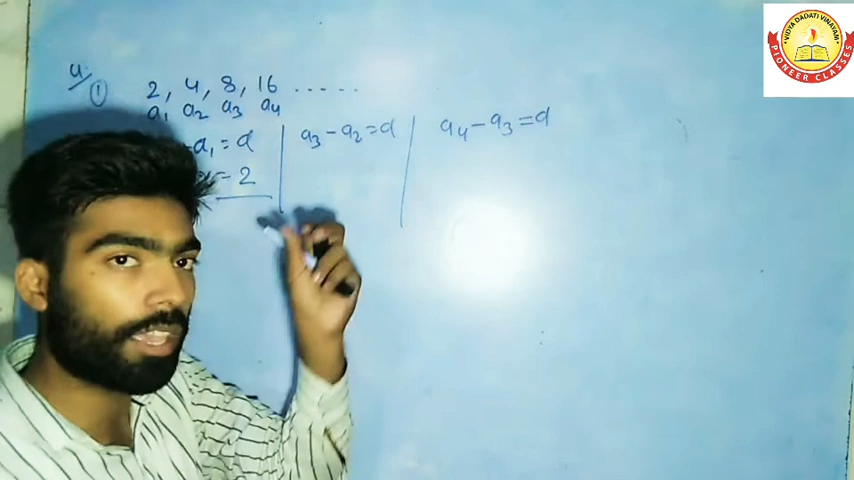 4/
① 2, 4, 8, 16 ......
a₁ a₂ a₃ a₄
-a₁ = d
a₃ - a₂ = d
a₄ - a₃ = d
= 2
VIDYA DADATI VINAYAM
PIONEER CLASSES